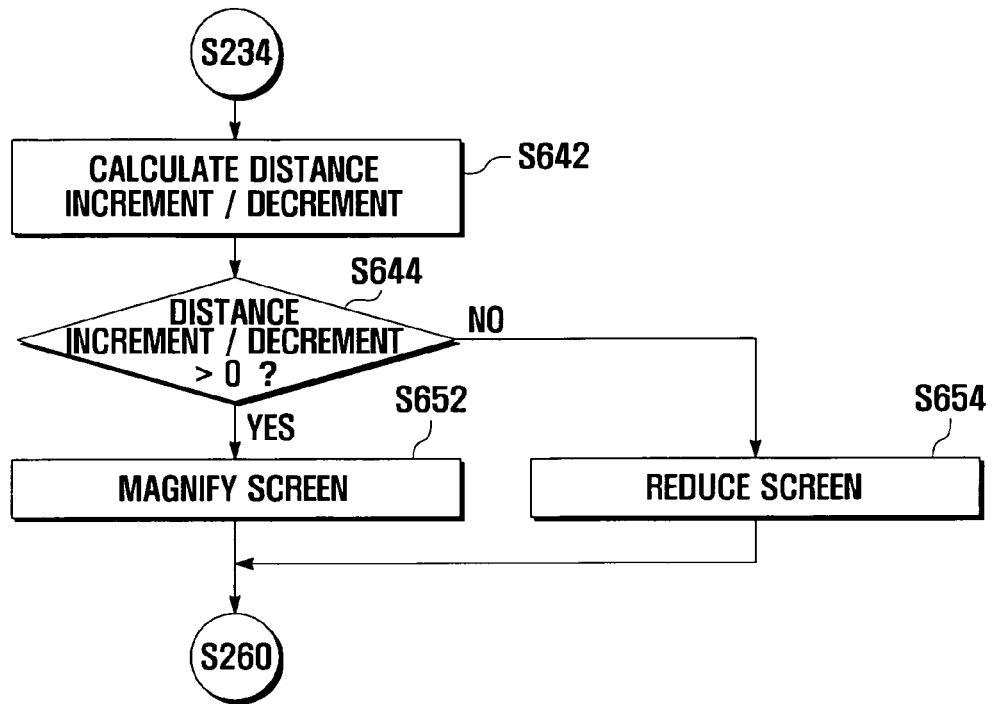 S234
CALCULATE DISTANCE
INCREMENT / DECREMENT
S642
S644
DISTANCE
INCREMENT / DECREMENT
> 0 ?
NO
YES
S652
MAGNIFY SCREEN
S654
REDUCE SCREEN
S260